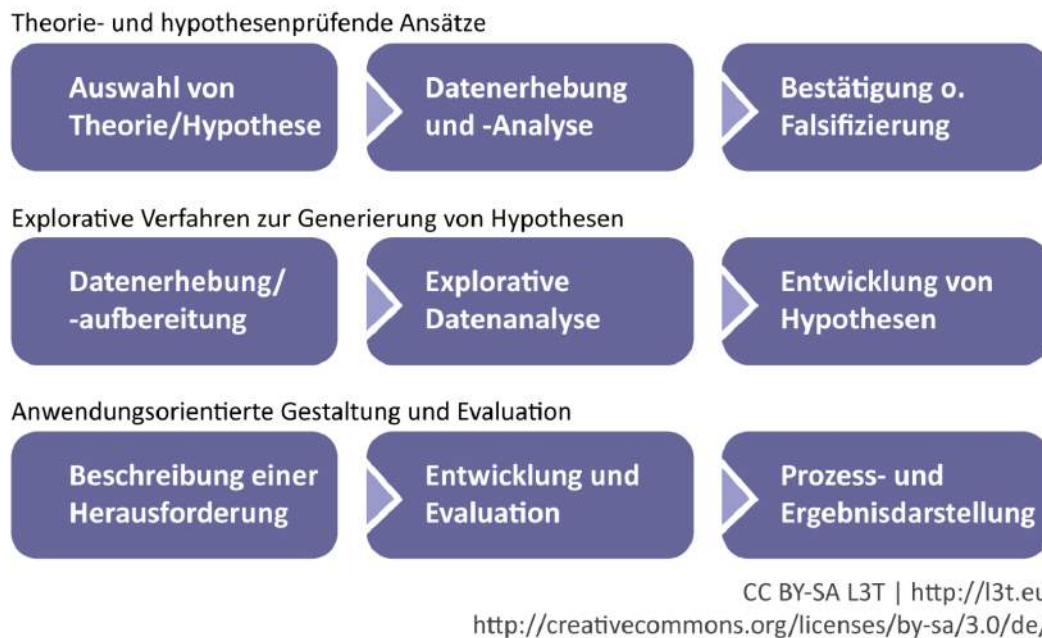 Theorie- und hypothesenprüfende Ansätze
Auswahl von
Theorie/Hypothese
Datenerhebung
und -Analyse
Bestätigung o.
Falsifizierung
Explorative Verfahren zur Generierung von Hypothesen
Datenerhebung/
-aufbereitung
Explorative
Datenanalyse
Entwicklung von
Hypothesen
Anwendungsorientierte Gestaltung und Evaluation
Beschreibung einer
Herausforderung
Entwicklung und
Evaluation
Prozess- und
Ergebnisdarstellung
CC BY-SA L3T | http://l3t.eu
http://creativecommons.org/licenses/by-sa/3.0/de/